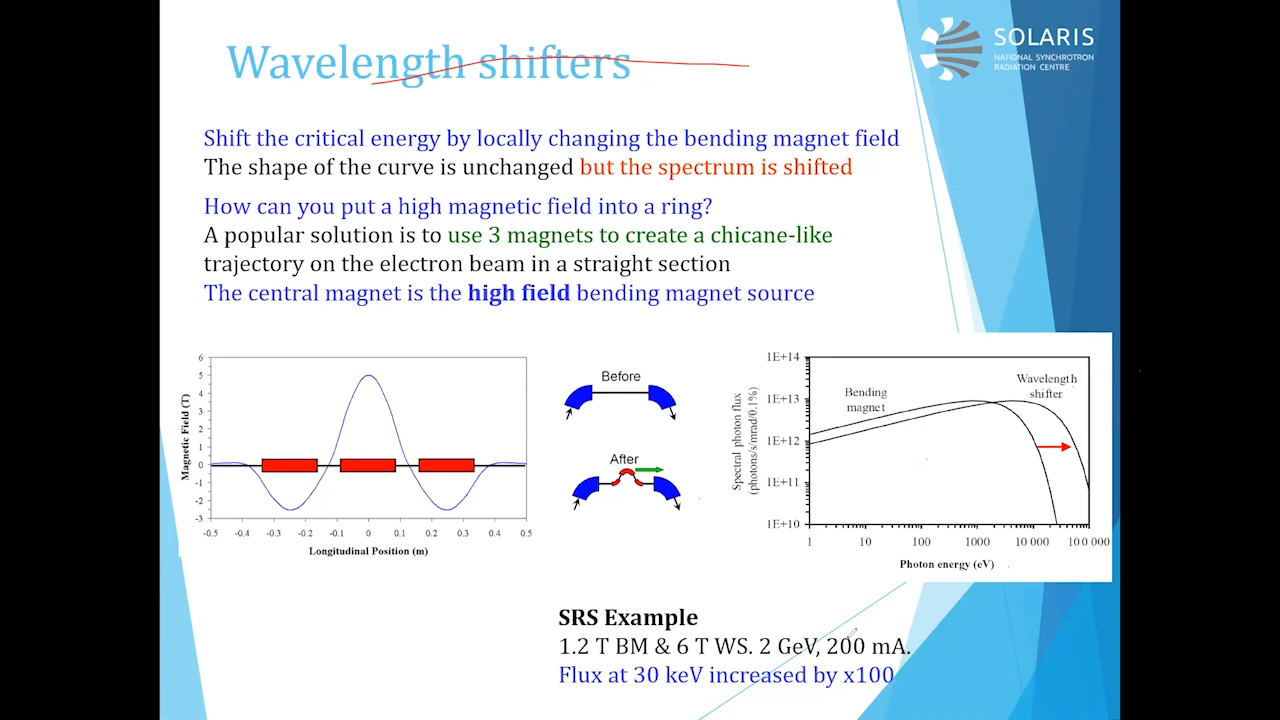 Wavelength shifters
SOLARIS
NATIONAL SYNCHROTRON
RADIATION CENTRE
Shift the critical energy by locally changing the bending magnet field
The shape of the curve is unchanged but the spectrum is shifted
How can you put a high magnetic field into a ring?
A popular solution is to use 3 magnets to create a chicane-like
trajectory on the electron beam in a straight section
The central magnet is the high field bending magnet source
Magnetic Field (T)
6
5
4
3
2
1
0
-1
-2
-3
-0.5 -0.4 -0.3 -0.2 -0.1 0 0.1 0.2 0.3 0.4 0.5
Longitudinal Position (m)
Before
After
Spectral photon flux
(photons/s/mrad/0.1%)
1E+14
1E+13
1E+12
1E+11
1E+10
Bending
magnet
Wavelength
shifter
1 10 100 1000 10 000 100 000
Photon energy (eV)
SRS Example
1.2 T BM & 6 T WS. 2 GeV, 200 mA.
Flux at 30 keV increased by x100